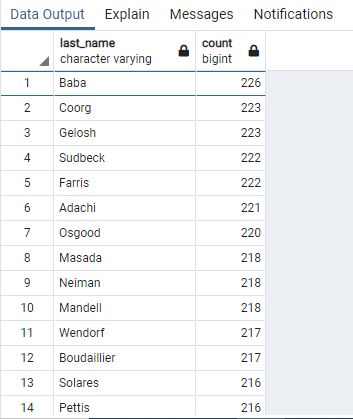 Data Output Explain Messages Notifications
last_name count
character varying bigint
1 Baba 226
2 Coorg 223
3 Gelosh 223
4 Sudbeck 222
5 Farris 222
6 Adachi 221
7 Osgood 220
8 Masada 218
9 Neiman 218
10 Mandell 218
11 Wendorf 217
12 Boudaillier 217
13 Solares 216
14 Pettis 216